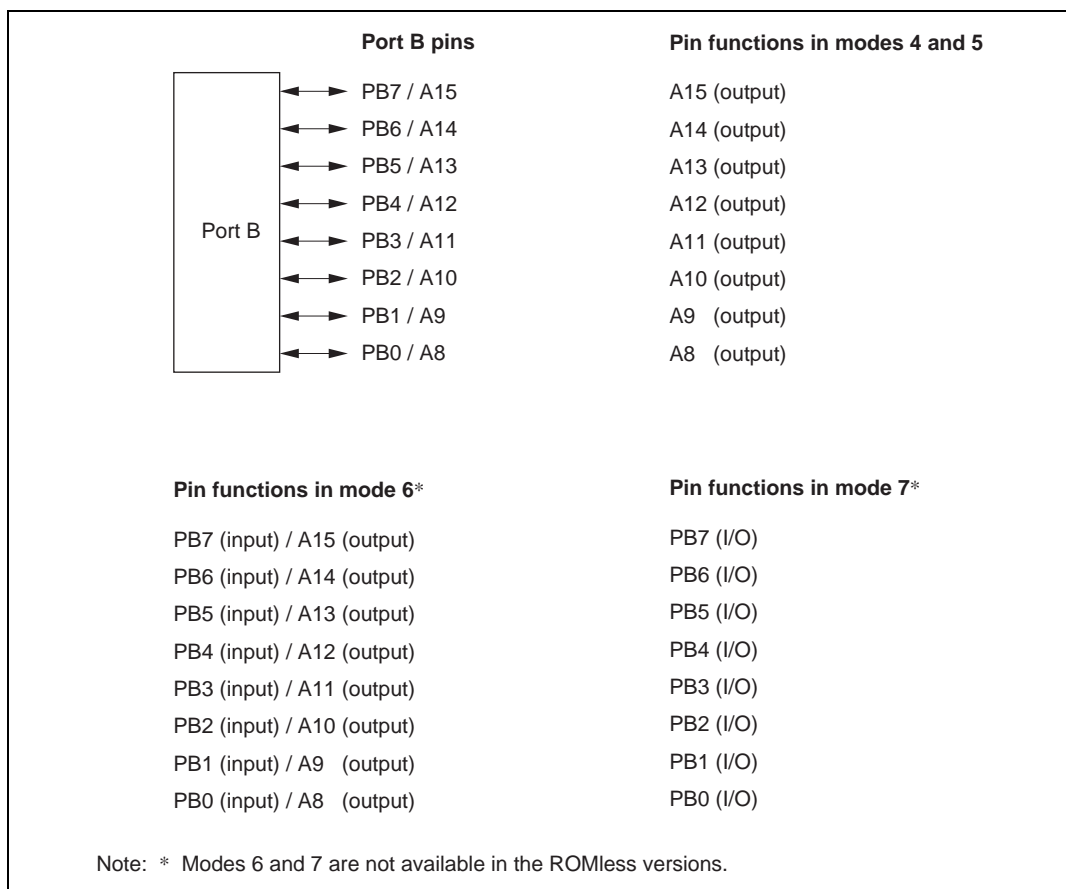 Port B pins
Pin functions in modes 4 and 5
Port B
PB7 / A15
A15 (output)
PB6 / A14
A14 (output)
PB5 / A13
A13 (output)
PB4 / A12
A12 (output)
PB3 / A11
A11 (output)
PB2 / A10
A10 (output)
PB1 / A9
A9 (output)
PB0 / A8
A8 (output)
Pin functions in mode 6*
PB7 (input) / A15 (output)
PB6 (input) / A14 (output)
PB5 (input) / A13 (output)
PB4 (input) / A12 (output)
PB3 (input) / A11 (output)
PB2 (input) / A10 (output)
PB1 (input) / A9 (output)
PB0 (input) / A8 (output)
Pin functions in mode 7*
PB7 (I/O)
PB6 (I/O)
PB5 (I/O)
PB4 (I/O)
PB3 (I/O)
PB2 (I/O)
PB1 (I/O)
PB0 (I/O)
Note: * Modes 6 and 7 are not available in the ROMless versions.